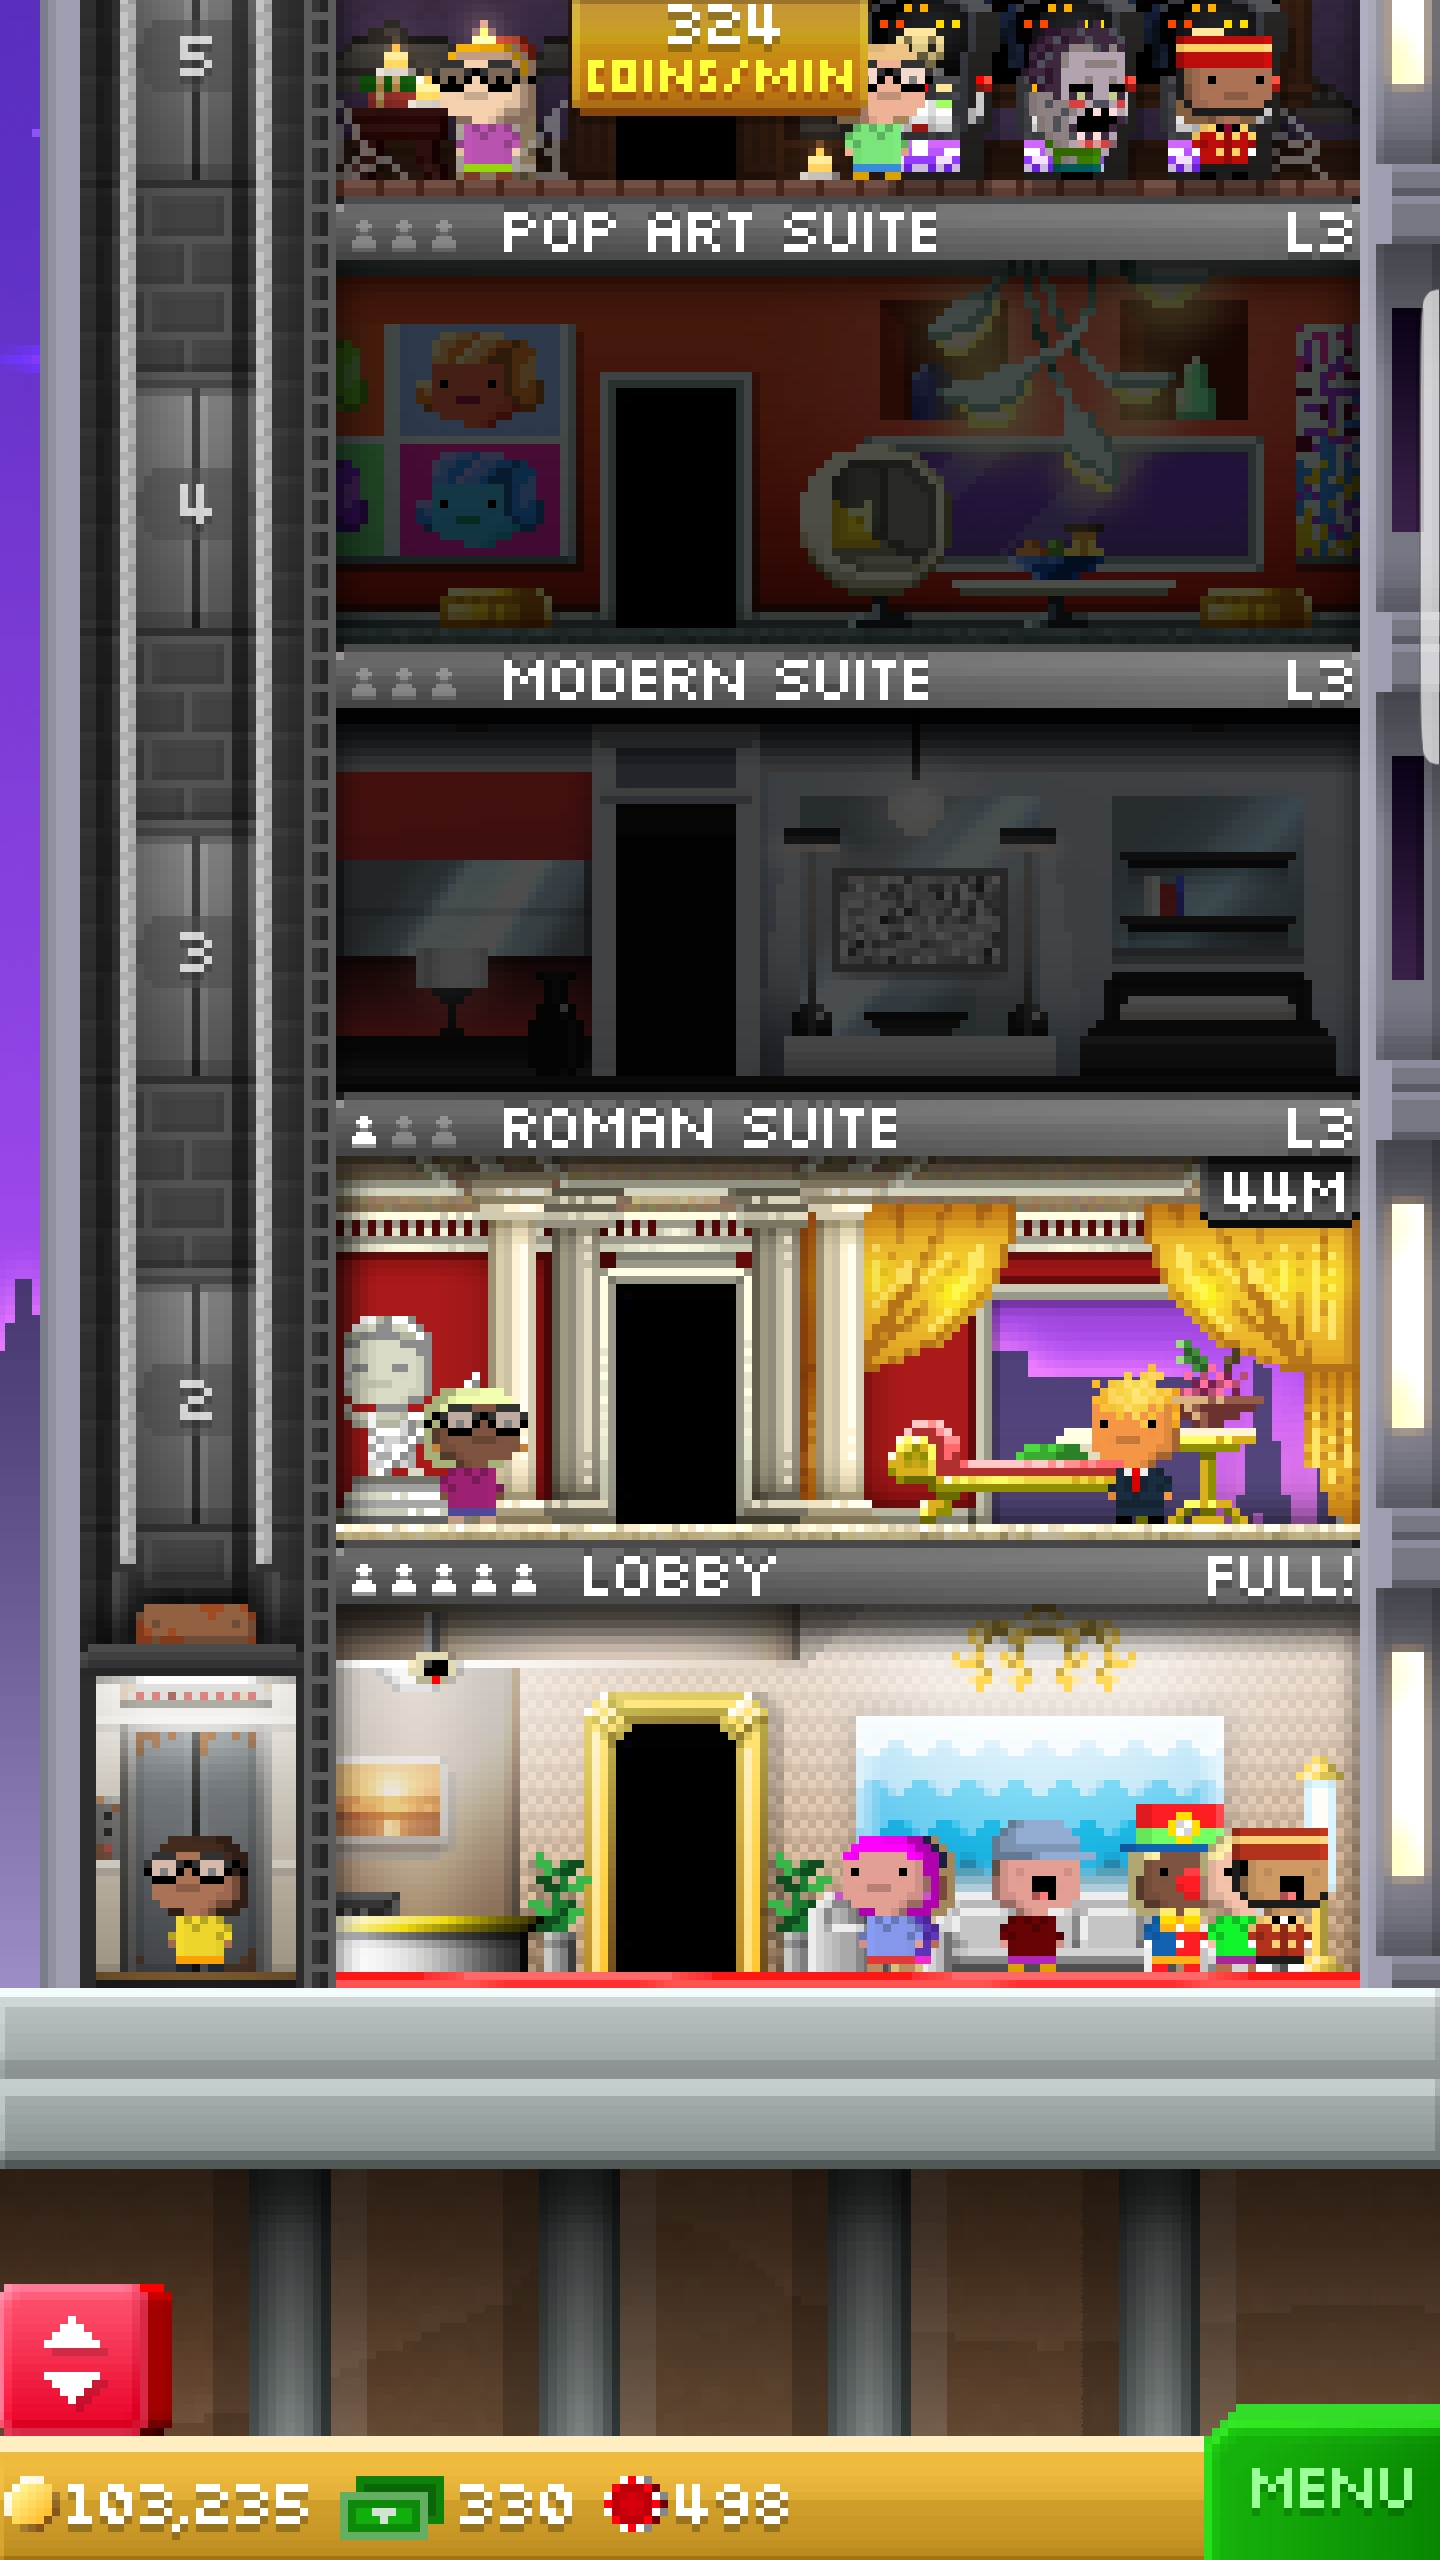 324
COINS/MIN
5
POP ART SUITE L3
4
MODERN SUITE L3
3
ROMAN SUITE L3
44M
2
LOBBY FULL!
MENU
103,235 330 498